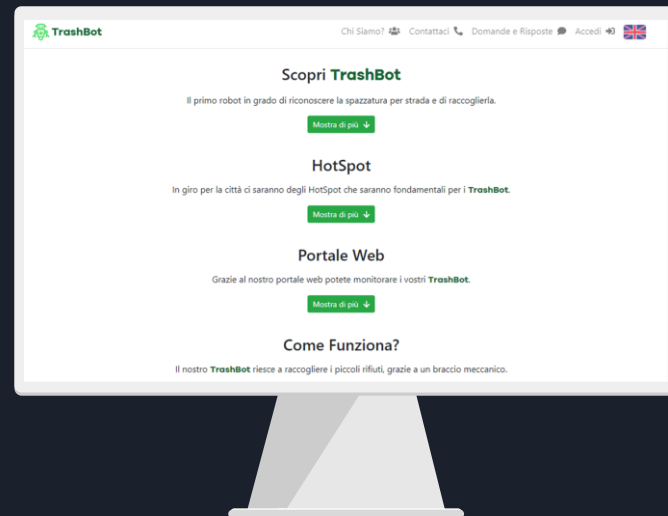 TrashBot
Chi Siamo? Contattaci Domande e Risposte Accedi
Scopri TrashBot
Il primo robot in grado di riconoscere la spazzatura per strada e di raccoglierla.
Mostra di più
HotSpot
In giro per la città ci saranno degli HotSpot che saranno fondamentali per i TrashBot.
Mostra di più
Portale Web
Grazie al nostro portale web potete monitorare i vostri TrashBot.
Mostra di più
Come Funziona?
Il nostro TrashBot riesce a raccogliere i piccoli rifiuti, grazie a un braccio meccanico.